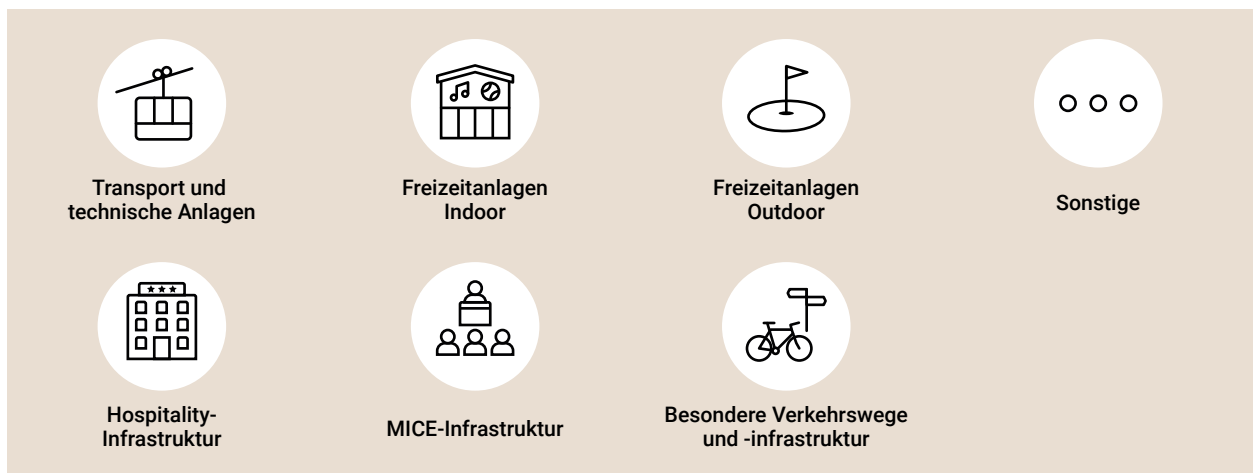 Transport und
technische Anlagen
Freizeitanlagen
Indoor
Freizeitanlagen
Outdoor
Sonstige
Hospitality-
Infrastruktur
MICE-Infrastruktur
Besondere Verkehrswege
und -infrastruktur